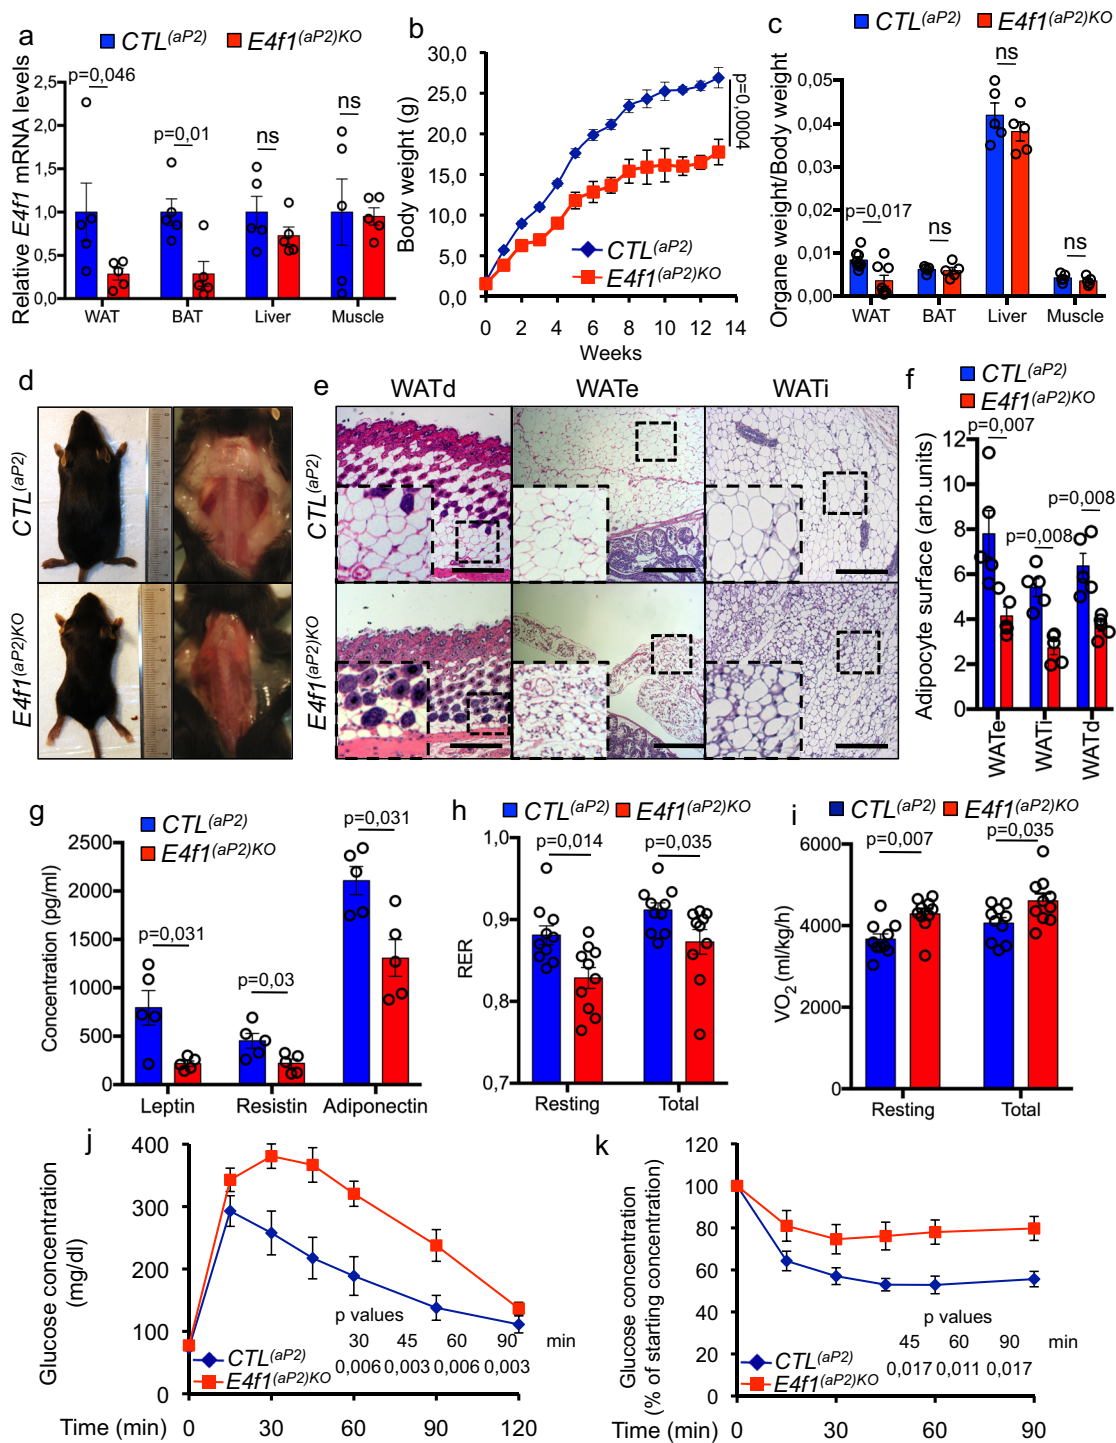 a
CTL(aP2) E4f1(aP2)KO
Relative E4f1 mRNA levels
2,5
2,0
1,5
1,0
0,5
0,0
p=0,046
p=0,01
ns
ns
WAT BAT Liver Muscle
b
Body weight (g)
30,0
25,0
20,0
15,0
10,0
5,0
0,0
p=0,0004
CTL(aP2)
E4f1(aP2)KO
0 2 4 6 8 10 12 14
Weeks
c
CTL(aP2)
E4f1(aP2)KO
Organe weight/Body weight
0,05
0,04
0,03
0,02
0,01
0,00
p=0,017
ns
ns
ns
WAT BAT Liver Muscle
d
CTL(aP2)
E4f1(aP2)KO
e
WATd WATe WATi
CTL(aP2)
E4f1(aP2)KO
f
CTL(aP2)
E4f1(aP2)KO
Adipocyte surface (arb.units)
12
10
8
6
4
2
0
p=0,007
p=0,008
p=0,008
WATe WATi WATd
g
CTL(aP2)
E4f1(aP2)KO
Concentration (pg/ml)
2500
2000
1500
1000
500
0
p=0,031
p=0,03
p=0,031
Leptin Resistin Adiponectin
h
CTL(aP2) E4f1(aP2)KO
RER
1,0
0,9
0,8
0,7
p=0,014
p=0,035
Resting Total
i
CTL(aP2) E4f1(aP2)KO
VO2 (ml/kg/h)
6000
4000
2000
0
p=0,007
p=0,035
Resting Total
j
Glucose concentration
(mg/dl)
400
300
200
100
0
p values
30 45 60 90 min
0,006 0,003 0,006 0,003
CTL(aP2)
E4f1(aP2)KO
Time (min) 0 30 60 90 120
k
Glucose concentration
(% of starting concentration)
120
100
80
60
40
20
0
p values
45 60 90 min
0,017 0,011 0,017
CTL(aP2)
E4f1(aP2)KO
Time (min) 0 30 60 90